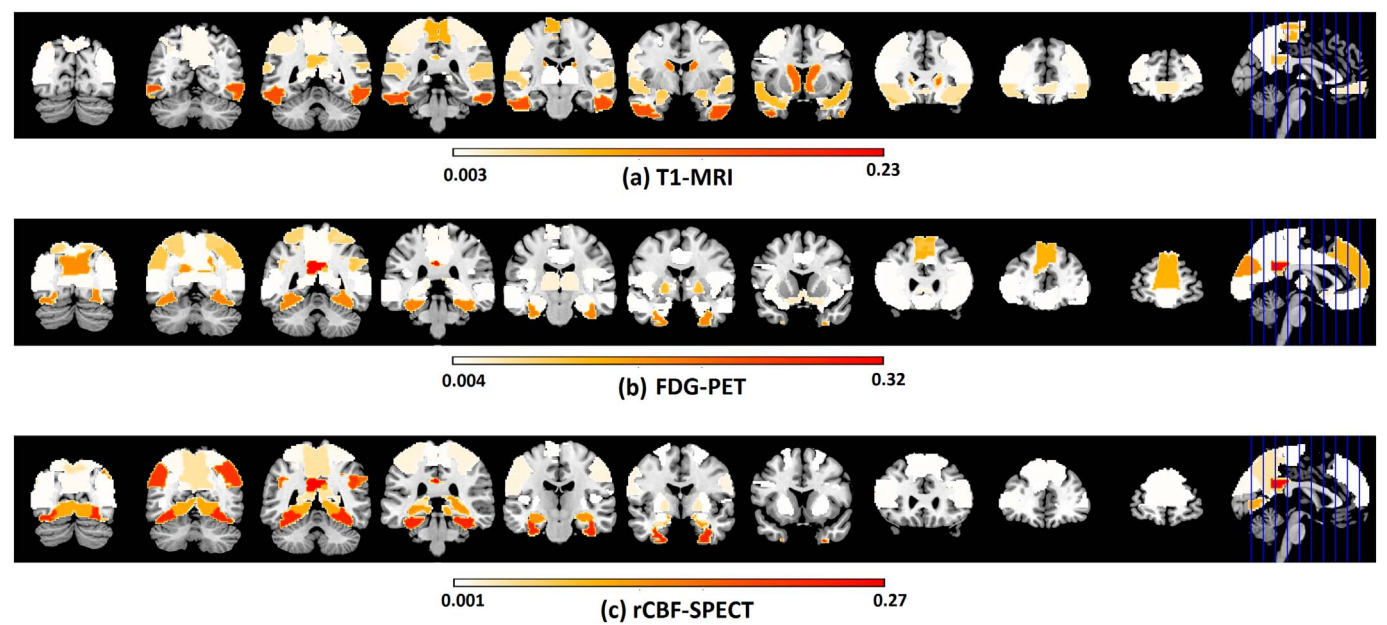 0.003 0.23
(a) T1-MRI
0.004 0.32
(b) FDG-PET
0.001 0.27
(c) rCBF-SPECT